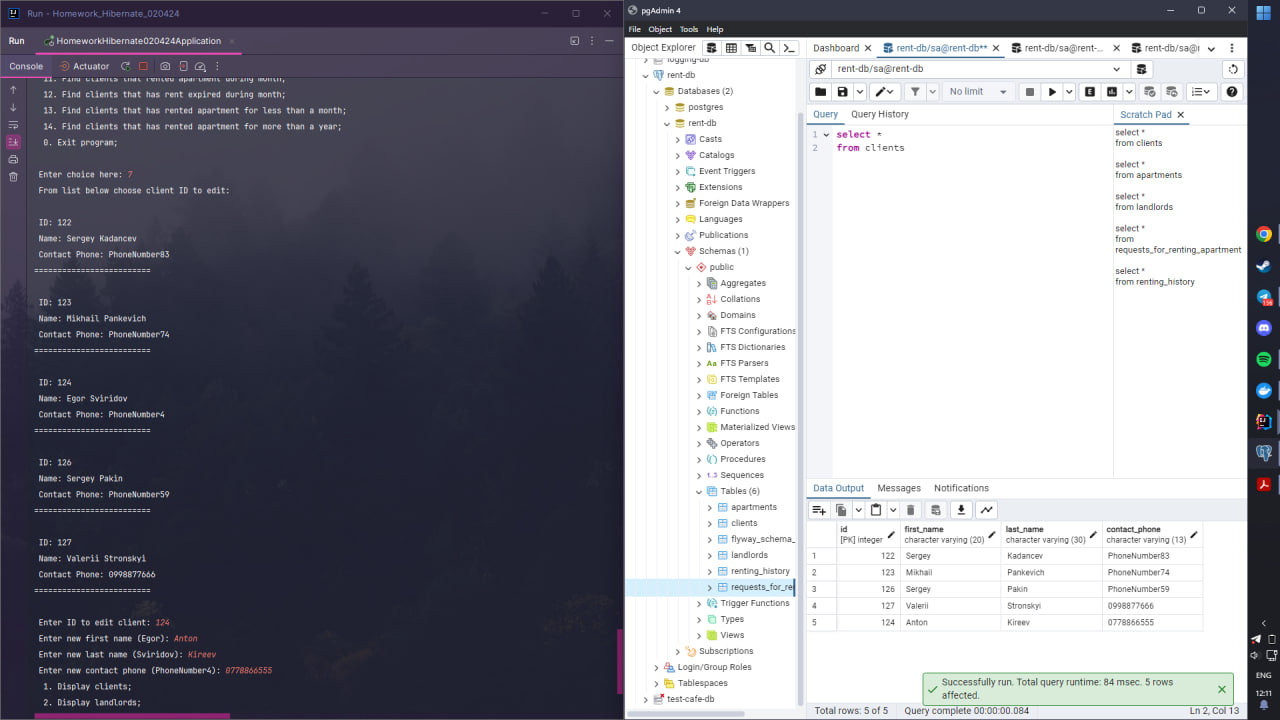 Run - Homework_Hibernate_020424
Run
HomeworkHibernate020424Application
Console
Actuator
11. Find clients that rented apartment during month;
12. Find clients that has rent expired during month;
13. Find clients that has rented apartment for less than a month;
14. Find clients that has rented apartment for more than a year;
0. Exit program;
Enter choice here: 7
From list below choose client ID to edit:
ID: 122
Name: Sergey Kadancev
Contact Phone: PhoneNumber83
=========================
ID: 123
Name: Mikhail Pankevich
Contact Phone: PhoneNumber74
=========================
ID: 124
Name: Egor Sviridov
Contact Phone: PhoneNumber4
=========================
ID: 126
Name: Sergey Pakin
Contact Phone: PhoneNumber59
=========================
ID: 127
Name: Valerii Stronskyi
Contact Phone: 0998877666
=========================
Enter ID to edit client: 124
Enter new first name (Egor): Anton
Enter new last name (Sviridov): Kireev
Enter new contact phone (PhoneNumber4): 0778866555
1. Display clients;
2. Display landlords;
pgAdmin 4
File Object Tools Help
Object Explorer
logging-db
rent-db
Databases (2)
postgres
rent-db
Casts
Catalogs
Event Triggers
Extensions
Foreign Data Wrappers
Languages
Publications
Schemas (1)
public
Aggregates
Collations
Domains
FTS Configurations
FTS Dictionaries
FTS Parsers
FTS Templates
Foreign Tables
Functions
Materialized Views
Operators
Procedures
Sequences
Tables (6)
apartments
clients
flyway_schema_
landlords
renting_history
requests_for_re
Trigger Functions
Types
Views
Subscriptions
Login/Group Roles
Tablespaces
test-cafe-db
Dashboard
rent-db/sa@rent-db**
rent-db/sa@rent-...
rent-db/sa@
rent-db/sa@rent-db
No limit
Query
Query History
1 select *
2 from clients
Scratch Pad
select *
from clients
select *
from apartments
select *
from landlords
select *
from
requests_for_renting_apartment
select *
from renting_history
Data Output Messages Notifications
id
[PK] integer
first_name
character varying (20)
last_name
character varying (30)
contact_phone
character varying (13)
1 122 Sergey Kadancev PhoneNumber83
2 123 Mikhail Pankevich PhoneNumber74
3 126 Sergey Pakin PhoneNumber59
4 127 Valerii Stronskyi 0998877666
5 124 Anton Kireev 0778866555
Successfully run. Total query runtime: 84 msec. 5 rows
affected.
Total rows: 5 of 5
Query complete 00:00:00.084
Ln 2, Col 13
ENG
12:11